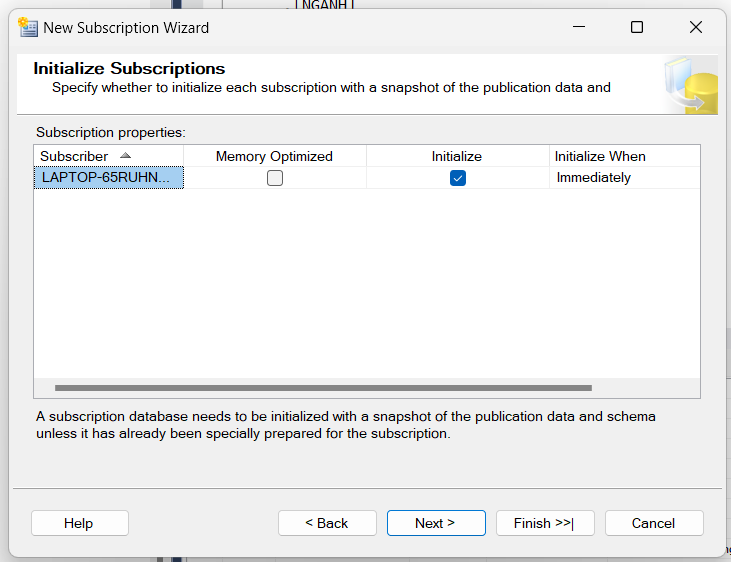 [NGANH]
New Subscription Wizard
Initialize Subscriptions
Specify whether to initialize each subscription with a snapshot of the publication data and
Subscription properties:
Subscriber Memory Optimized Initialize Initialize When
LAPTOP-65RUHN... Immediately
A subscription database needs to be initialized with a snapshot of the publication data and schema
unless it has already been specially prepared for the subscription.
Help < Back Next > Finish >>| Cancel